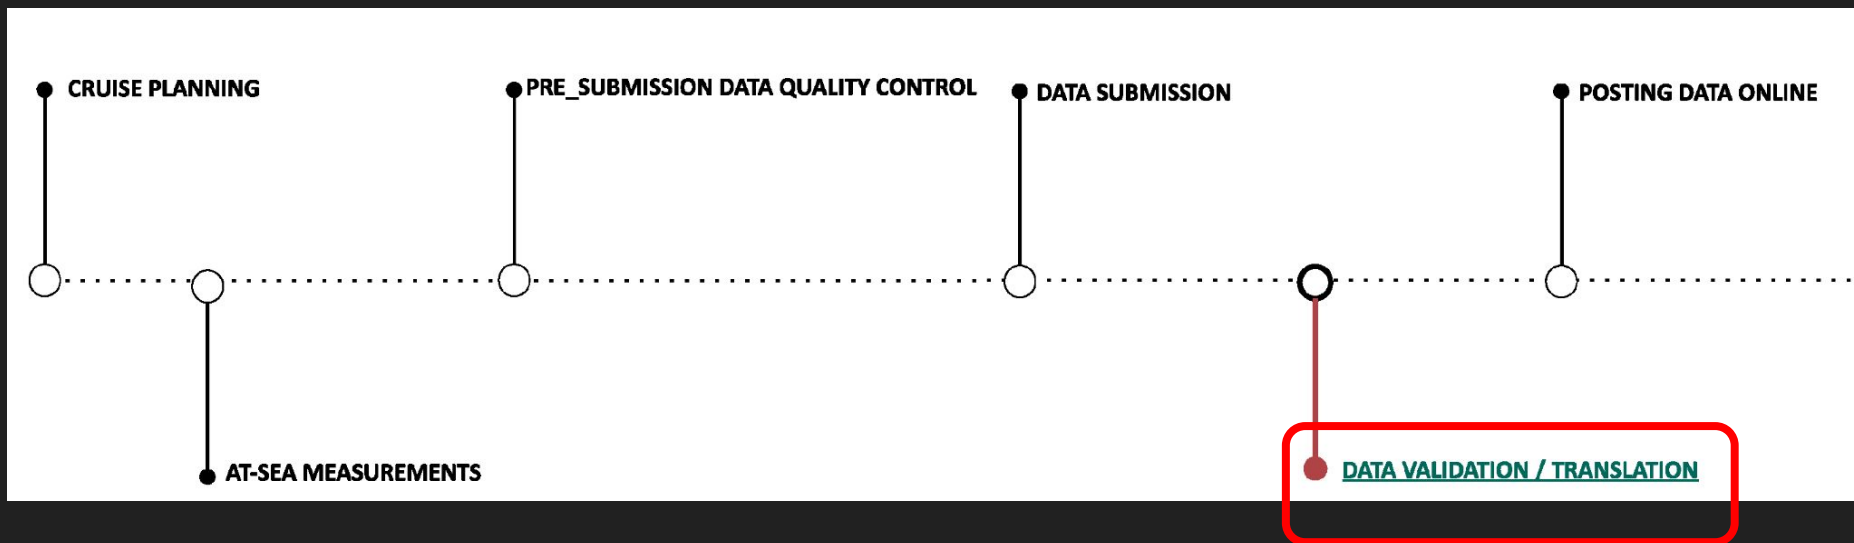 CRUISE PLANNING
PRE_SUBMISSION DATA QUALITY CONTROL
DATA SUBMISSION
POSTING DATA ONLINE
AT-SEA MEASUREMENTS
DATA VALIDATION / TRANSLATION